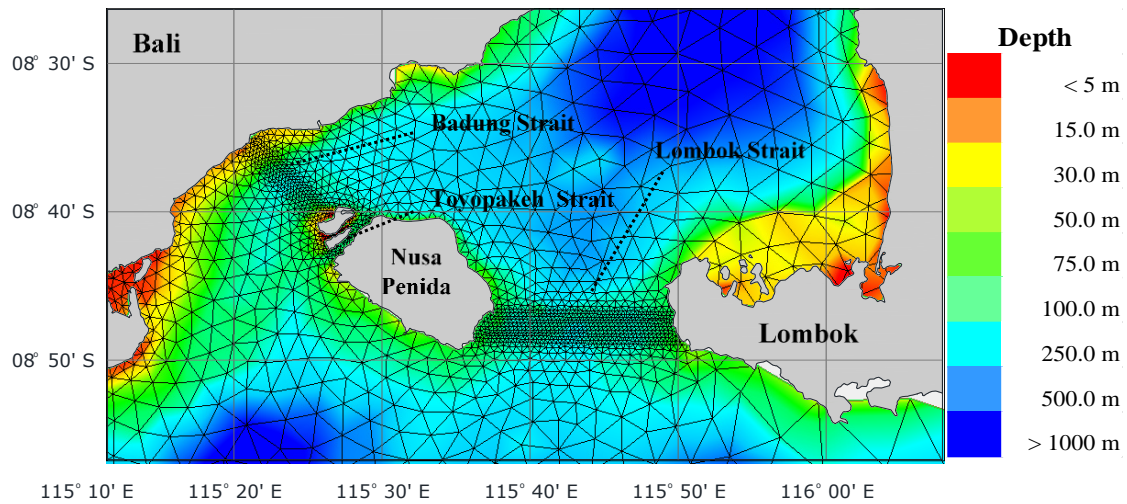 Bali
Depth
08° 30' S
< 5 m
15.0 m
Badung Strait
Lombok Strait
30.0 m
Toyopakeh Strait
08° 40' S
50.0 m
Nusa
Penida
75.0 m
100.0 m
Lombok
08° 50' S
250.0 m
500.0 m
> 1000 m
115° 10' E
115° 20' E
115° 30' E
115° 40' E
115° 50' E
116° 00' E